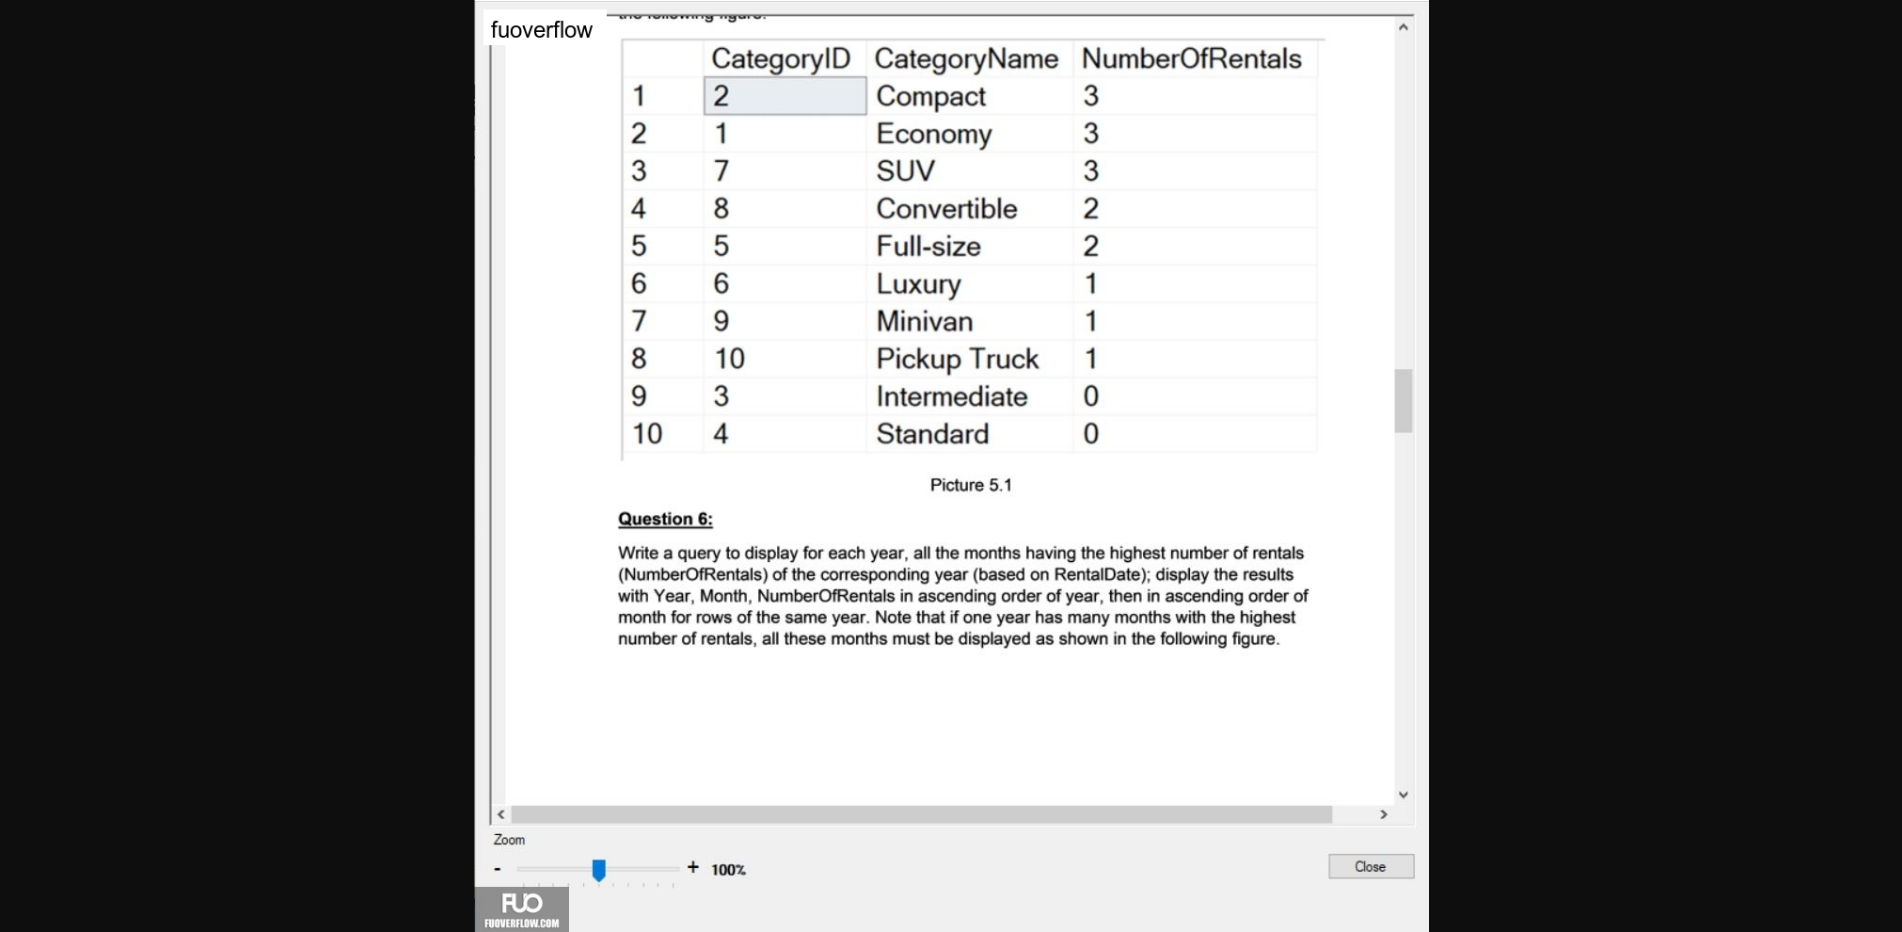 fuoverflow
the following figure.
CategoryID CategoryName NumberOfRentals
1 2 Compact 3
2 1 Economy 3
3 7 SUV 3
4 8 Convertible 2
5 5 Full-size 2
6 6 Luxury 1
7 9 Minivan 1
8 10 Pickup Truck 1
9 3 Intermediate 0
10 4 Standard 0
Picture 5.1
Question 6:
Write a query to display for each year, all the months having the highest number of rentals
(NumberOfRentals) of the corresponding year (based on RentalDate); display the results
with Year, Month, NumberOfRentals in ascending order of year, then in ascending order of
month for rows of the same year. Note that if one year has many months with the highest
number of rentals, all these months must be displayed as shown in the following figure.
Zoom
- + 100%
Close
FUO
FUOVERFLOW.COM